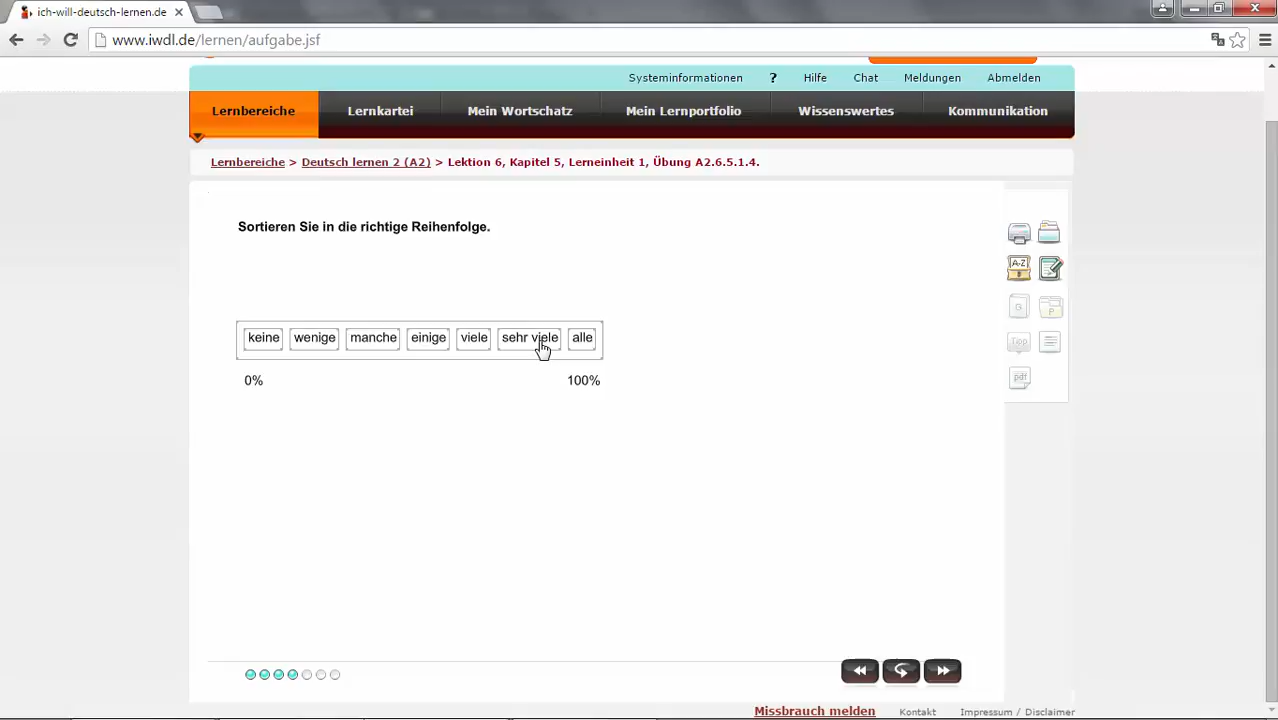 ich-will-deutsch-lernen.de
www.iwdl.de/lernen/aufgabe.jsf
Systeminformationen ? Hilfe Chat Meldungen Abmelden
Lernbereiche Lernkartei Mein Wortschatz Mein Lernportfolio Wissenswertes Kommunikation
Lernbereiche > Deutsch lernen 2 (A2) > Lektion 6, Kapitel 5, Lerneinheit 1, Übung A2.6.5.1.4.
Sortieren Sie in die richtige Reihenfolge.
keine wenige manche einige viele sehr viele alle
0% 100%
A-Z
P
Tipp
pdf
Missbrauch melden Kontakt Impressum / Disclaimer